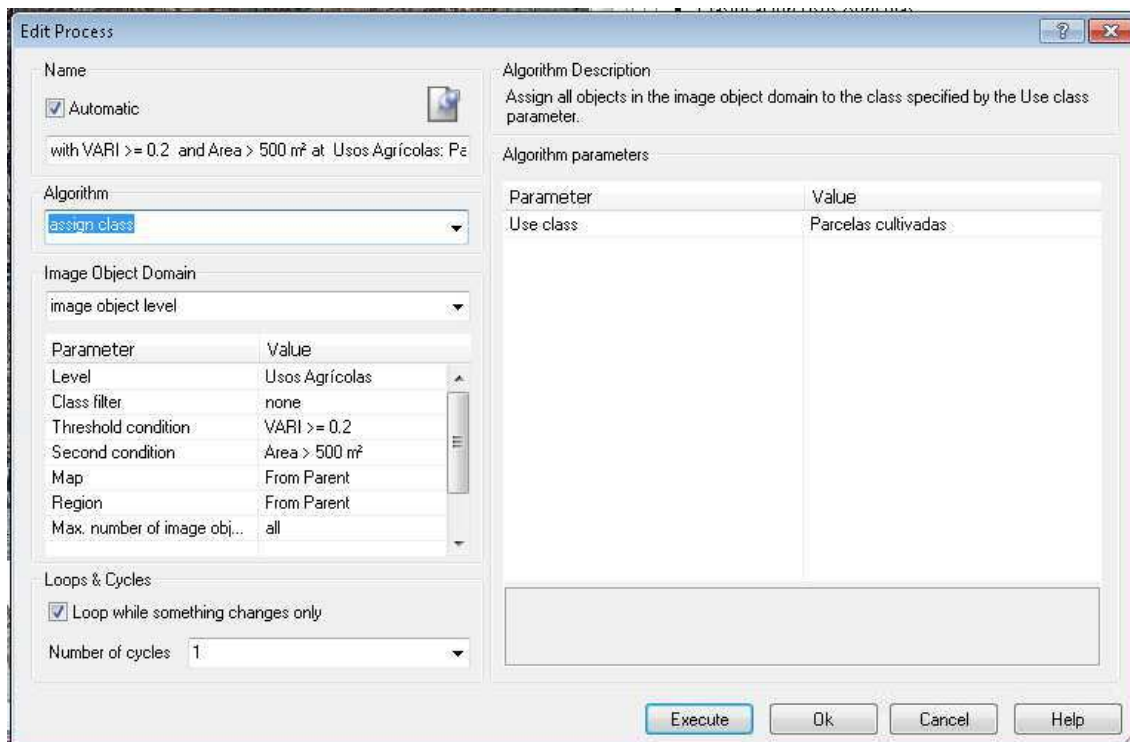 Edit Process
Name
Automatic
with VARI >= 0.2 and Area > 500 m² at Usos Agrícolas: Pa
Algorithm
assign class
Image Object Domain
image object level
Parameter Value
Level Usos Agrícolas
Class filter none
Threshold condition VARI >= 0.2
Second condition Area > 500 m²
Map From Parent
Region From Parent
Max. number of image obj... all
Loops & Cycles
Loop while something changes only
Number of cycles 1
Algorithm Description
Assign all objects in the image object domain to the class specified by the Use class
parameter.
Algorithm parameters
Parameter Value
Use class Parcelas cultivadas
Execute Ok Cancel Help